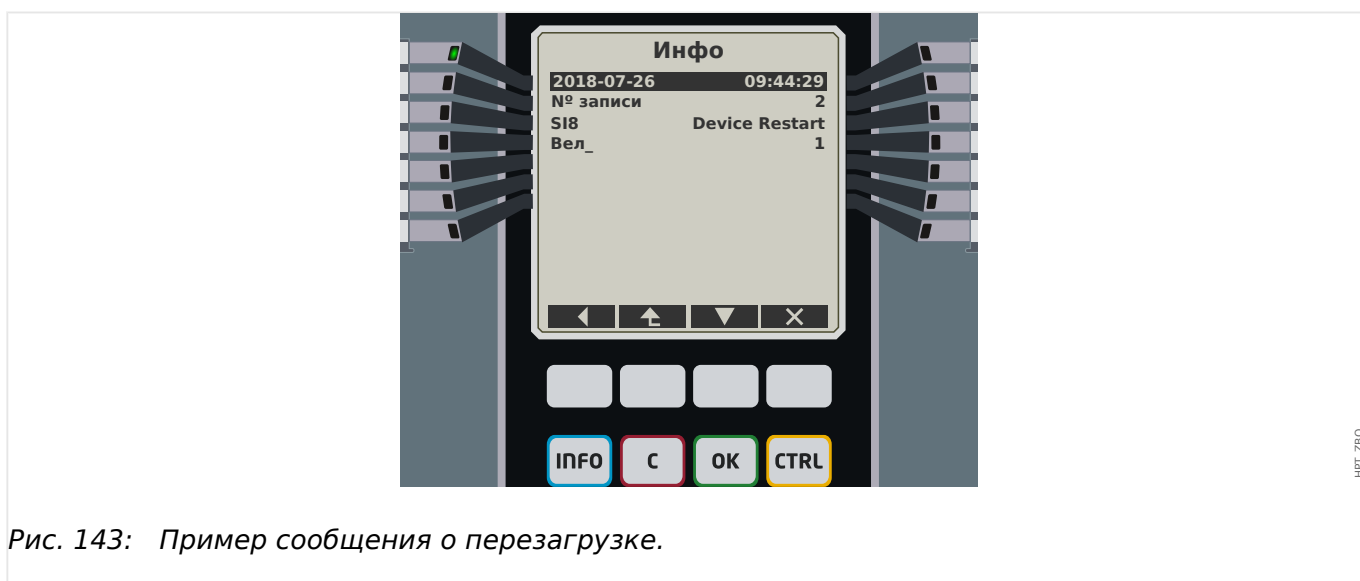 Инфо
2018-07-26 09:44:29
№ записи 2
SI8 Device Restart
Вел_ 1
INFO C OK CTRL
HPT_ZBO
Рис. 143: Пример сообщения о перезагрузке.